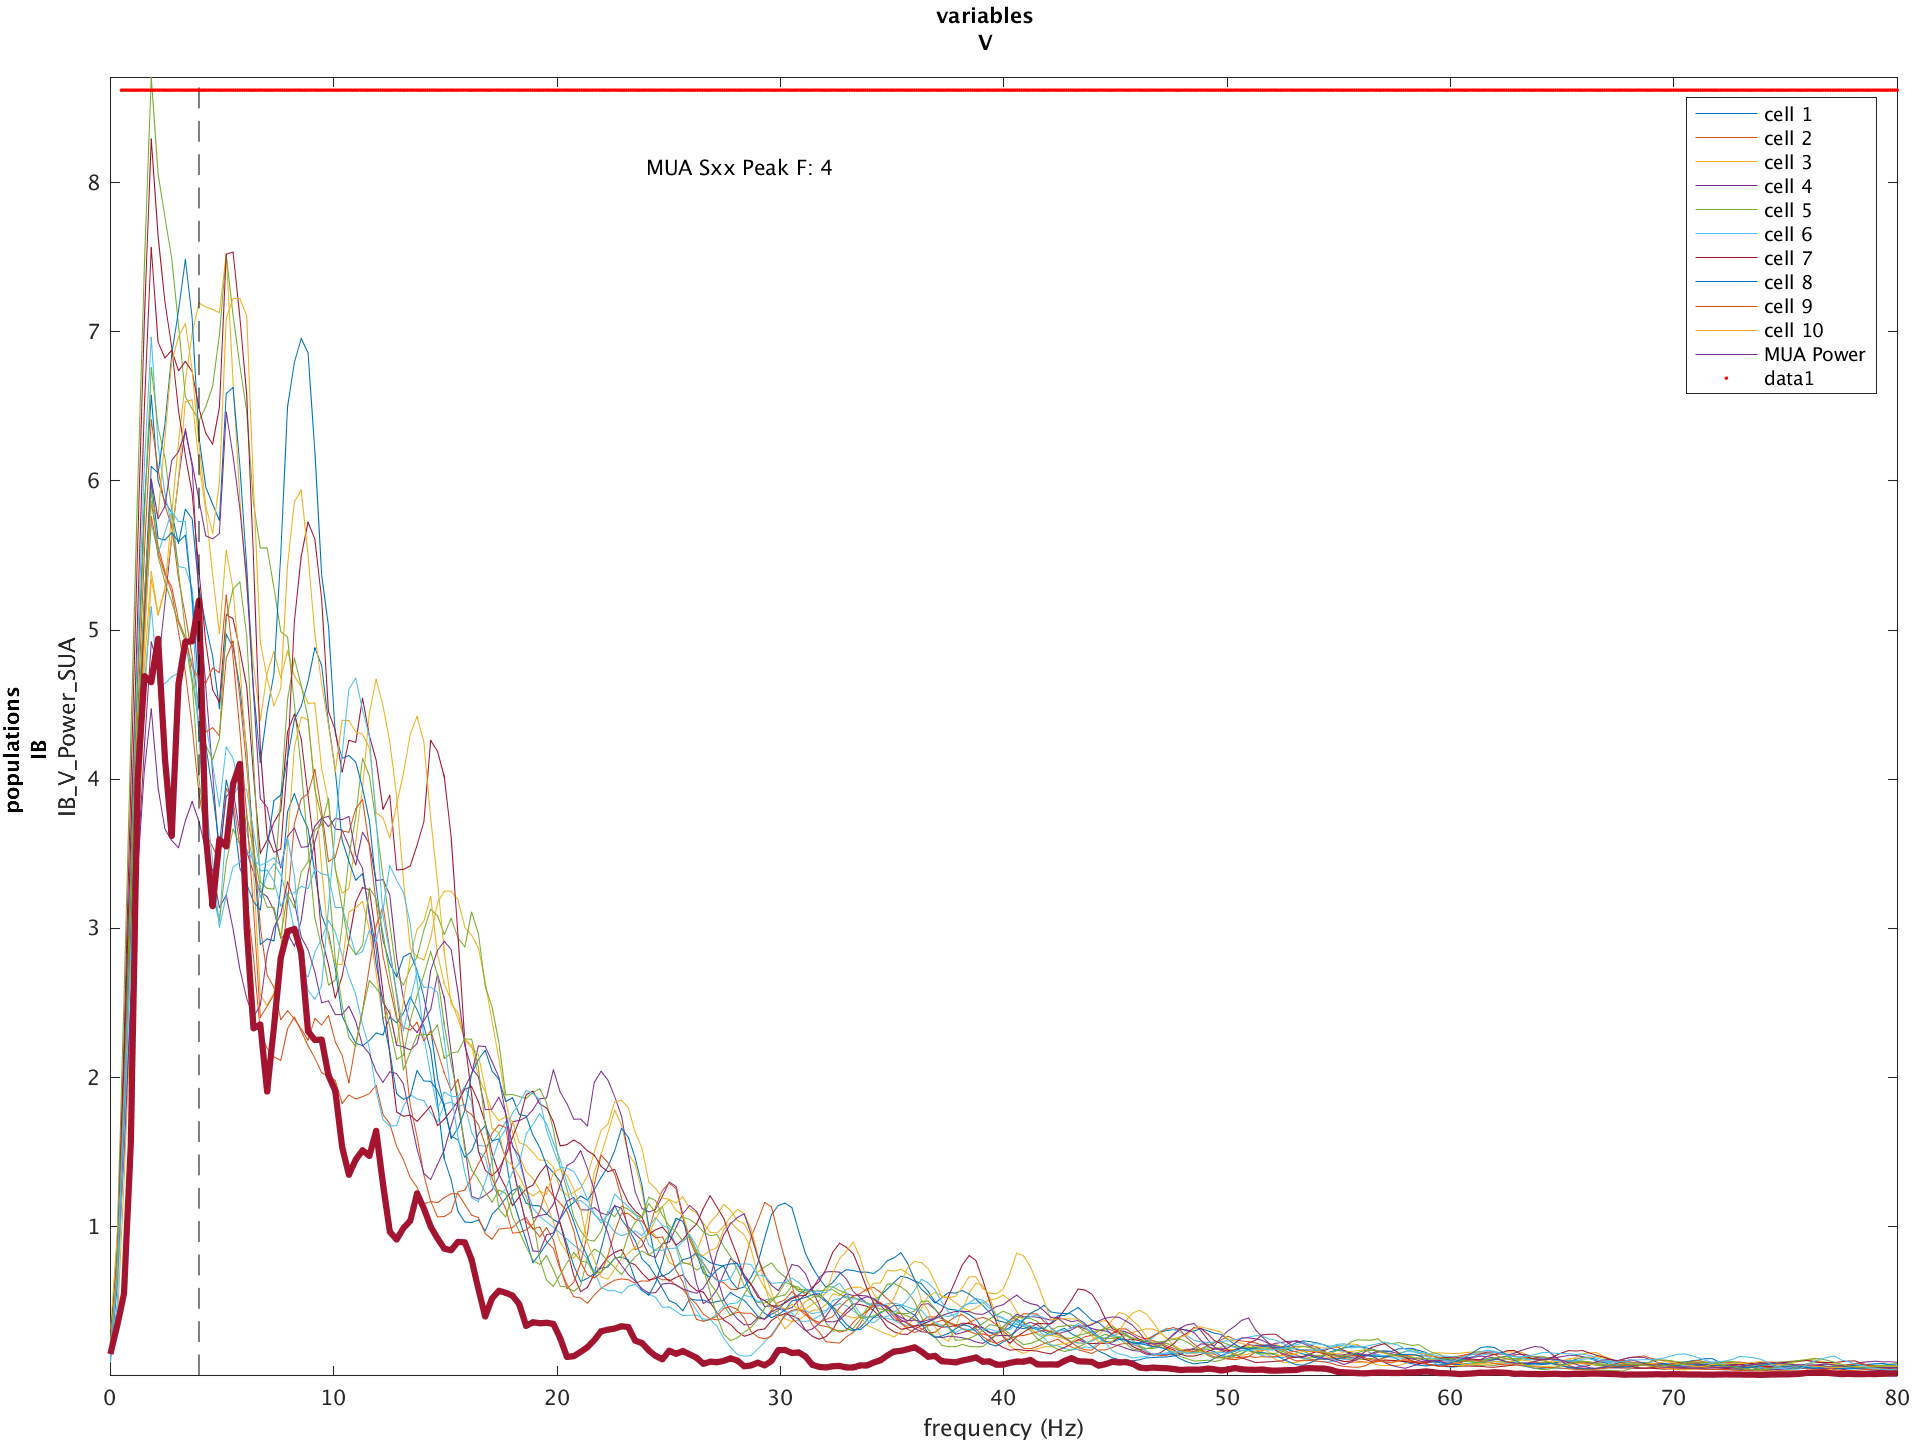 variables
V
MUA Sxx Peak F: 4
cell 1
cell 2
cell 3
cell 4
cell 5
cell 6
cell 7
cell 8
cell 9
cell 10
MUA Power
data1
populations
IB
IB_V_Power_SUA
8
7
6
5
4
3
2
1
0 10 20 30 40 50 60 70 80
frequency (Hz)